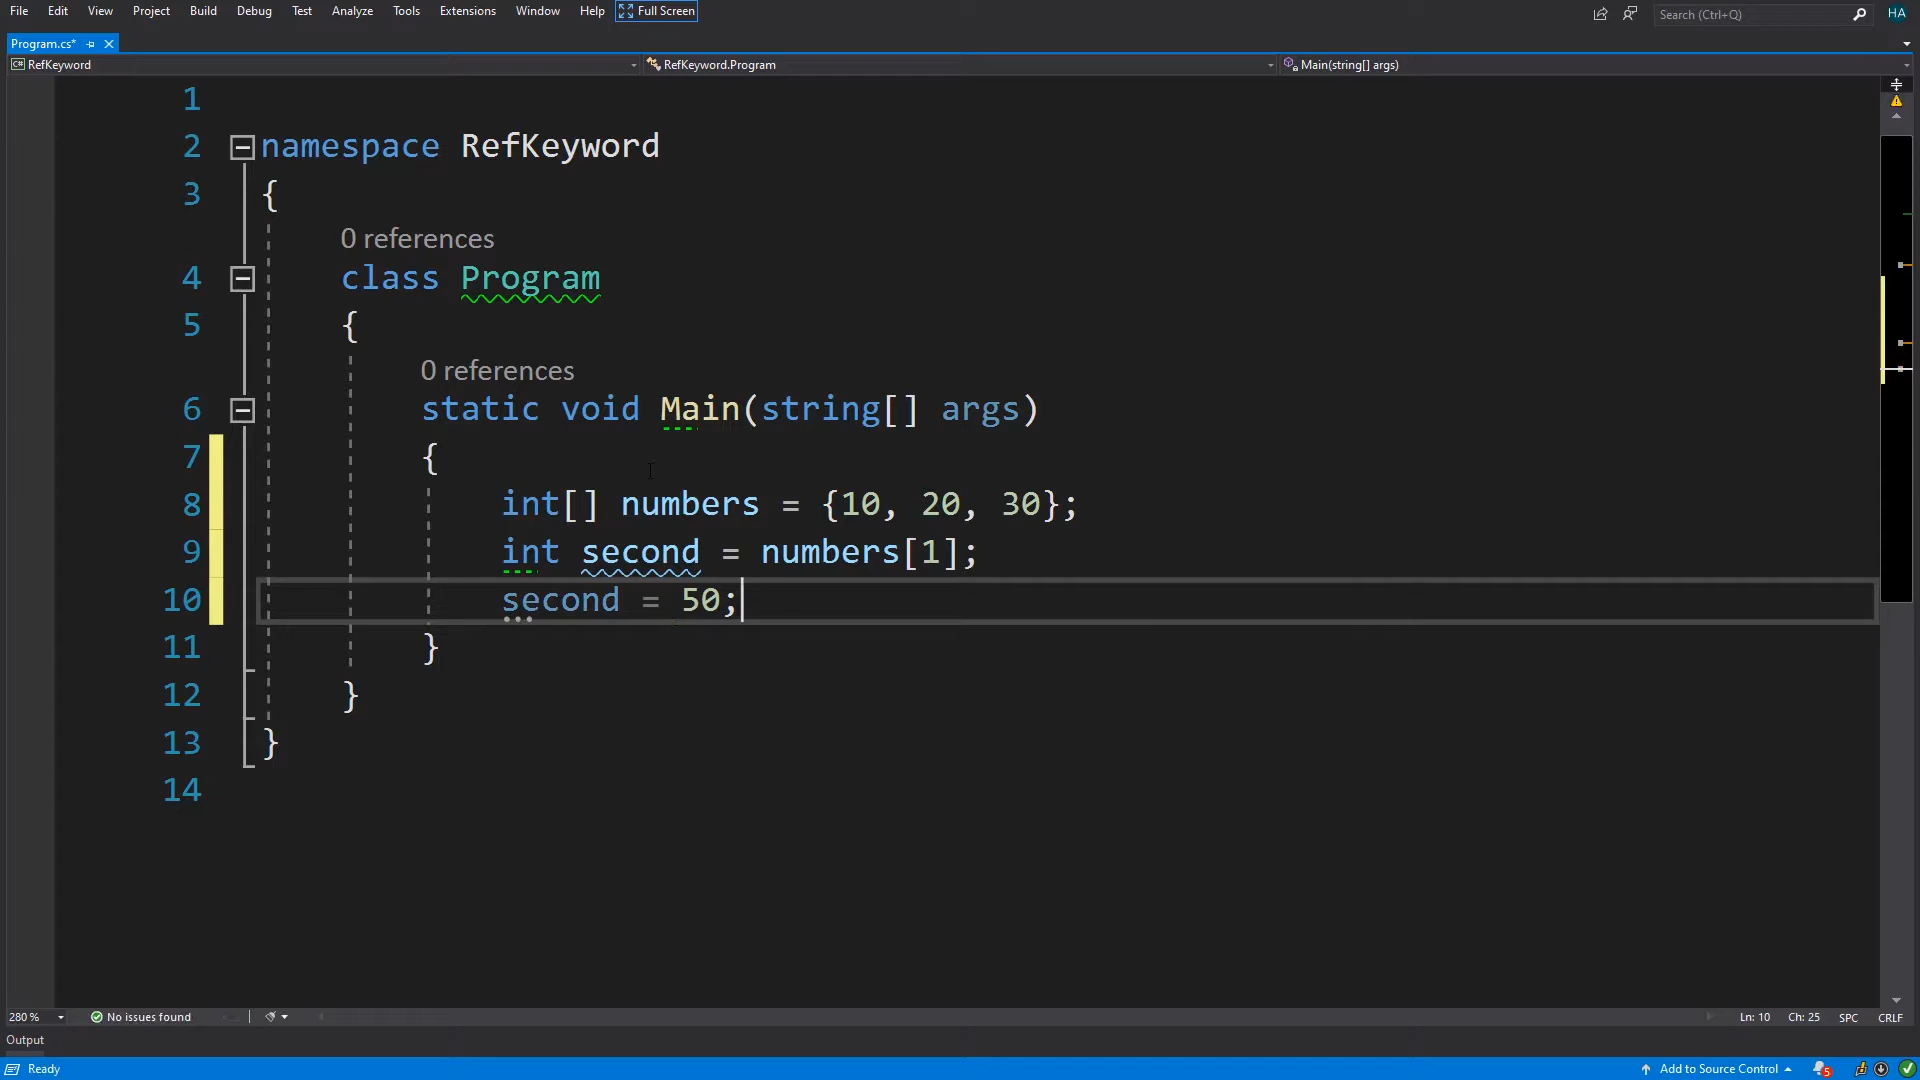 File Edit View Project Build Debug Test Analyze Tools Extensions Window Help Full Screen Search (Ctrl+Q) HA
Program.cs*
C# RefKeyword RefKeyword.Program Main(string[] args)
1
2 namespace RefKeyword
3 {
0 references
4 class Program
5 {
0 references
6 static void Main(string[] args)
7 {
8 int[] numbers = {10, 20, 30};
9 int second = numbers[1];
10 second = 50;
11 }
12 }
13 }
14
280 % No issues found Ln: 10 Ch: 25 SPC CRLF
Output
Ready Add to Source Control 5